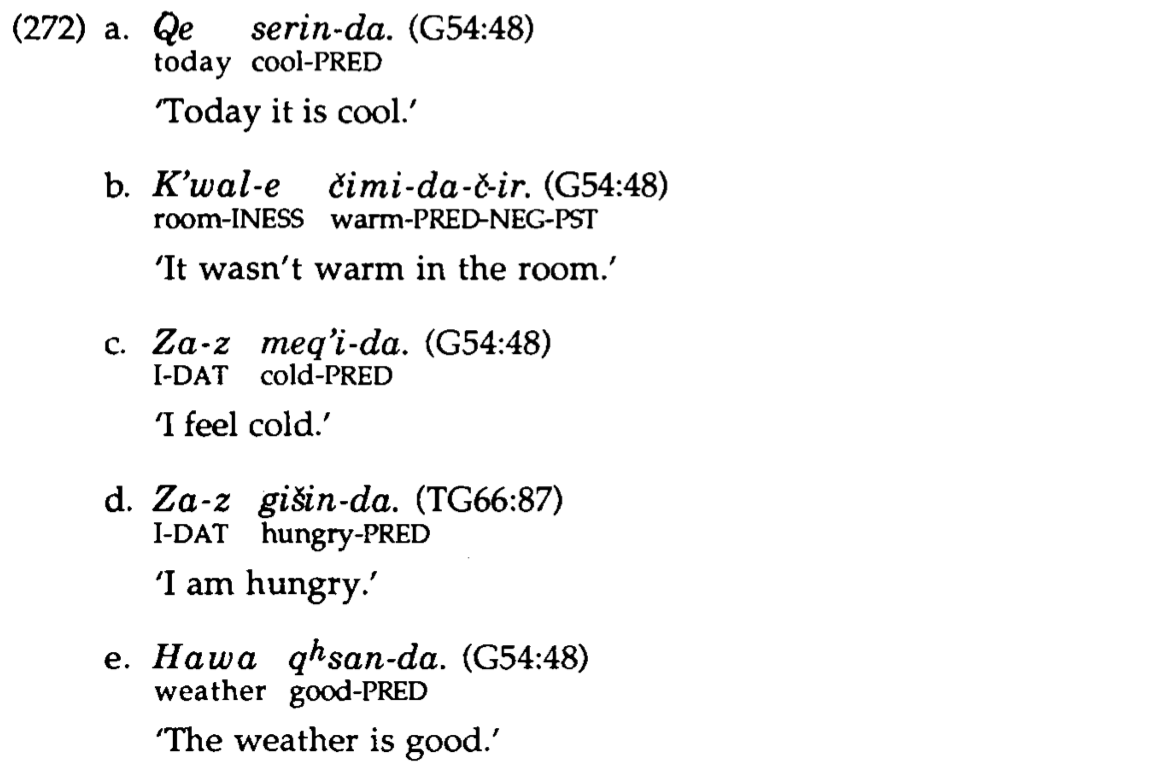 (272) a. Q̇e serin-da. (G54:48)
today cool-PRED
'Today it is cool.'
b. K'wal-e čimi-da-č-ir. (G54:48)
room-INESS warm-PRED-NEG-PST
'It wasn't warm in the room.'
c. Za-z meq'i-da. (G54:48)
I-DAT cold-PRED
'I feel cold.'
d. Za-z gišin-da. (TG66:87)
I-DAT hungry-PRED
'I am hungry.'
e. Hawa qʰsan-da. (G54:48)
weather good-PRED
'The weather is good.'